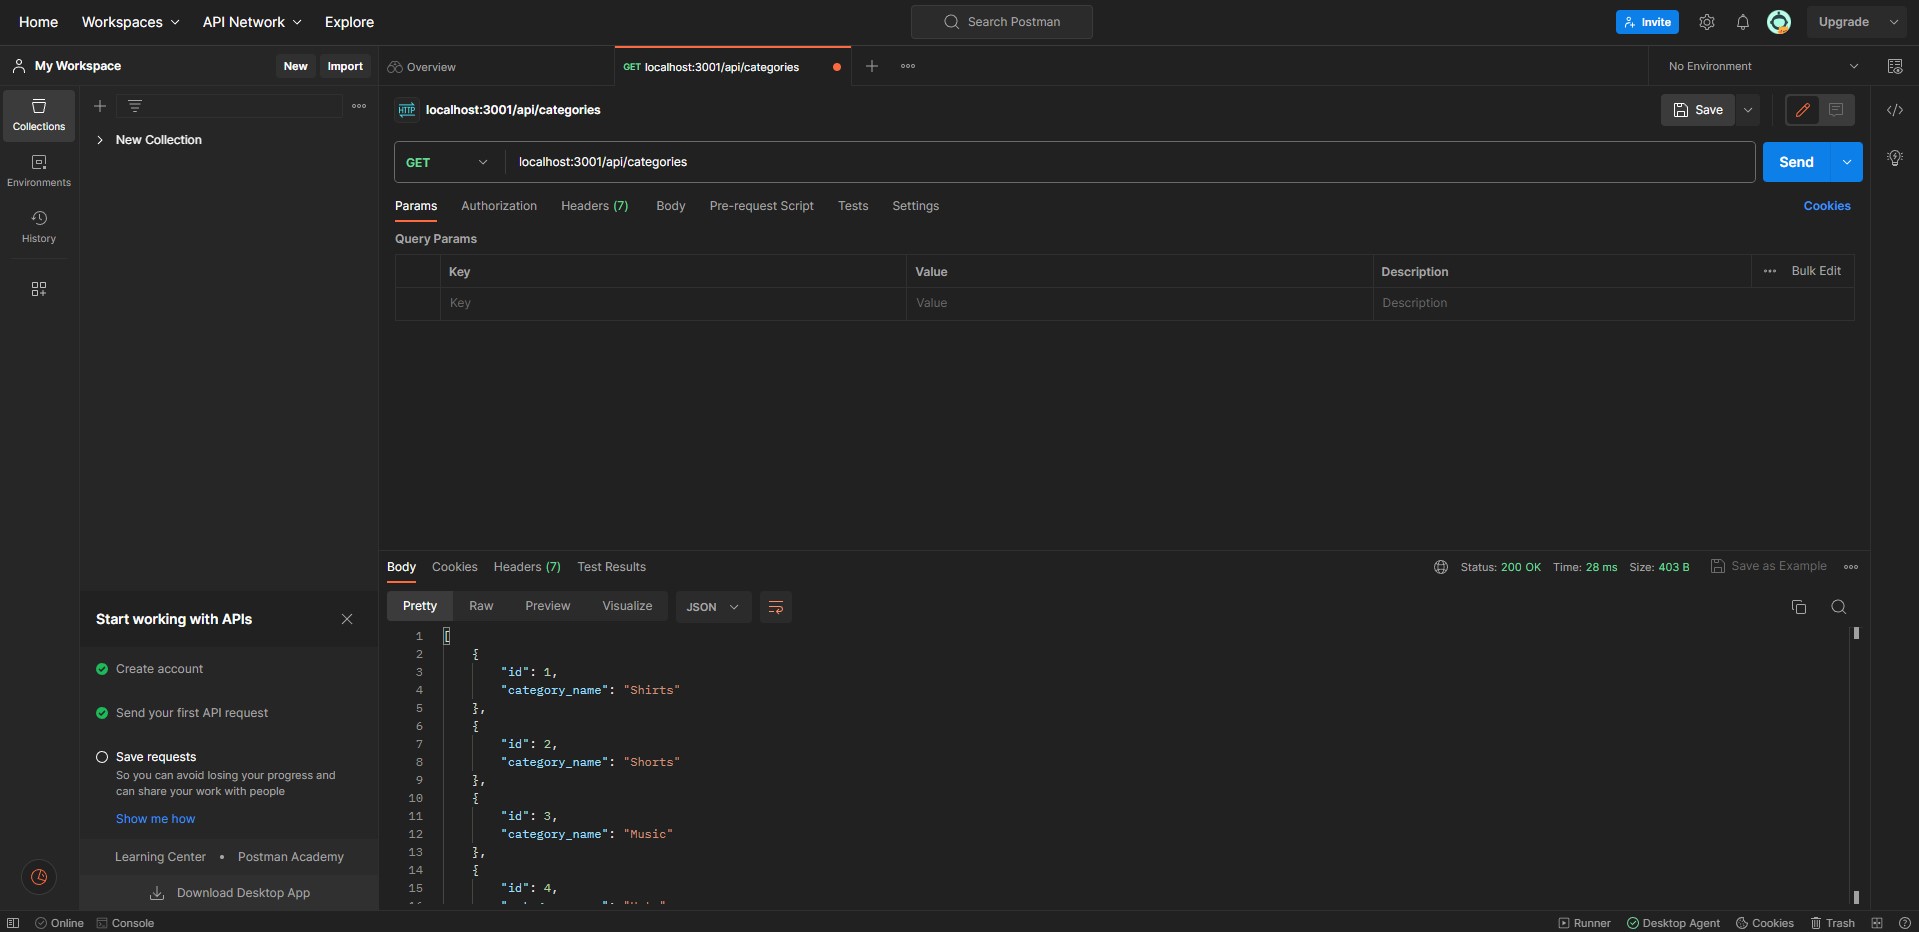 Home Workspaces API Network Explore Search Postman Invite Upgrade
My Workspace New Import Overview GET localhost:3001/api/categories No Environment
Collections
New Collection
Environments
History
HTTP localhost:3001/api/categories Save
GET localhost:3001/api/categories Send
Params Authorization Headers (7) Body Pre-request Script Tests Settings Cookies
Query Params
Key Value Description Bulk Edit
Key Value Description
Body Cookies Headers (7) Test Results Status: 200 OK Time: 28 ms Size: 403 B Save as Example
Pretty Raw Preview Visualize JSON
1 [
2 {
3 "id": 1,
4 "category_name": "Shirts"
5 },
6 {
7 "id": 2,
8 "category_name": "Shorts"
9 },
10 {
11 "id": 3,
12 "category_name": "Music"
13 },
14 {
15 "id": 4,
Start working with APIs
Create account
Send your first API request
Save requests
So you can avoid losing your progress and
can share your work with people
Show me how
Learning Center • Postman Academy
Download Desktop App
Online Console Runner Desktop Agent Cookies Trash